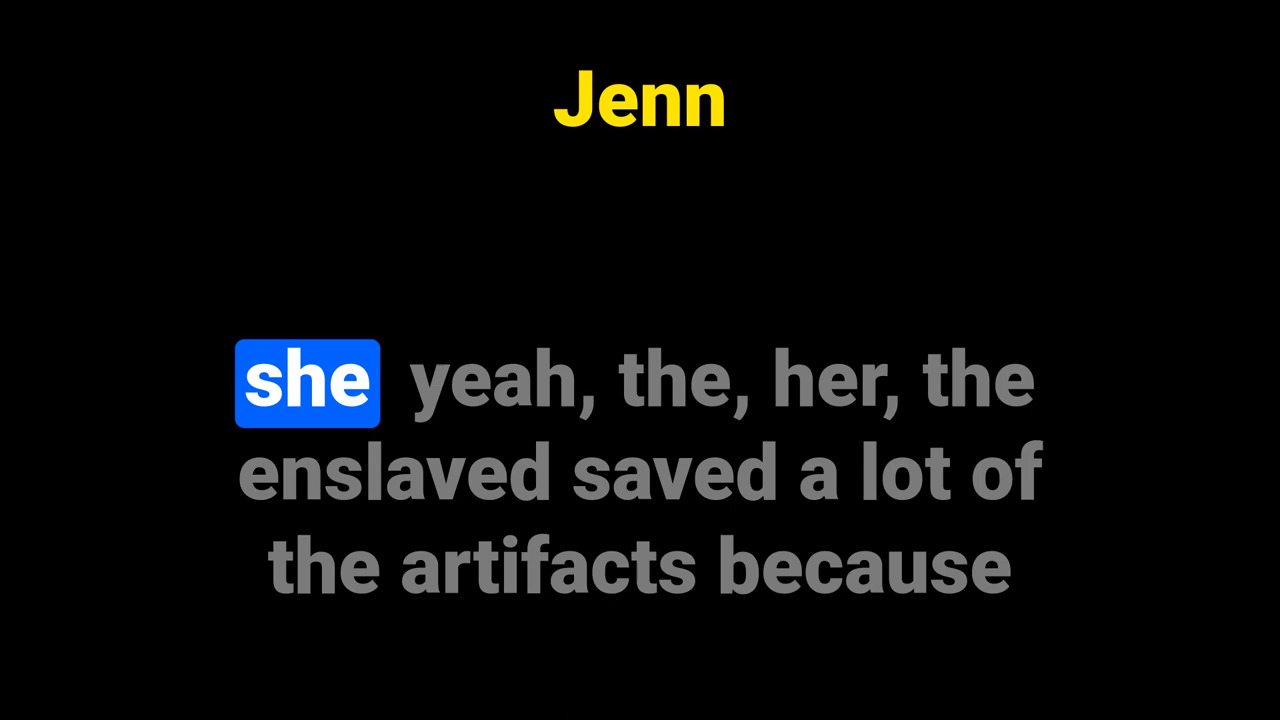 Jenn
she yeah, the, her, the
enslaved saved a lot of
the artifacts because